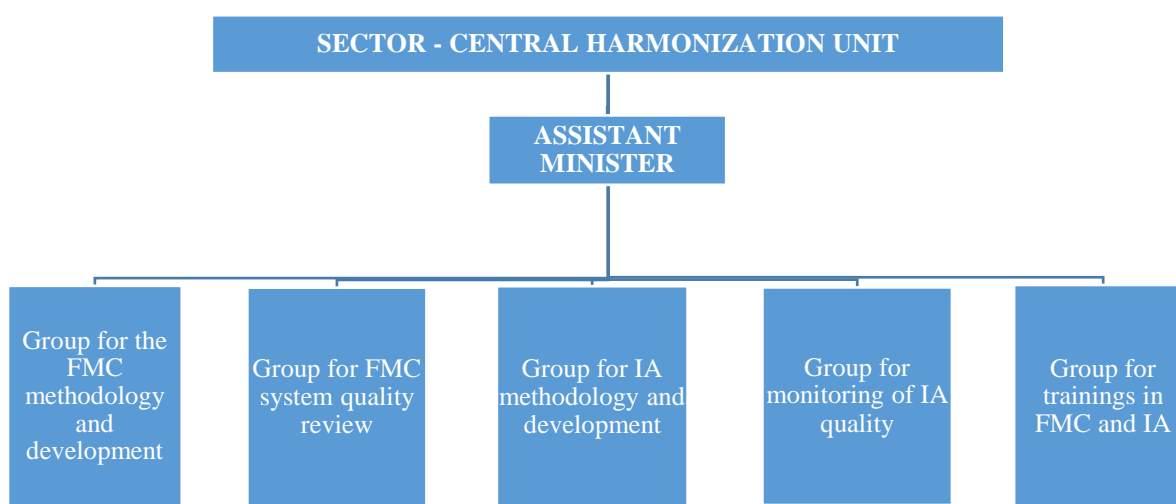 SECTOR - CENTRAL HARMONIZATION UNIT
ASSISTANT
MINISTER
Group for the
FMC
methodology
and
development
Group for FMC
system quality
review
Group for IA
methodology and
development
Group for
monitoring of IA
quality
Group for
trainings in
FMC and IA